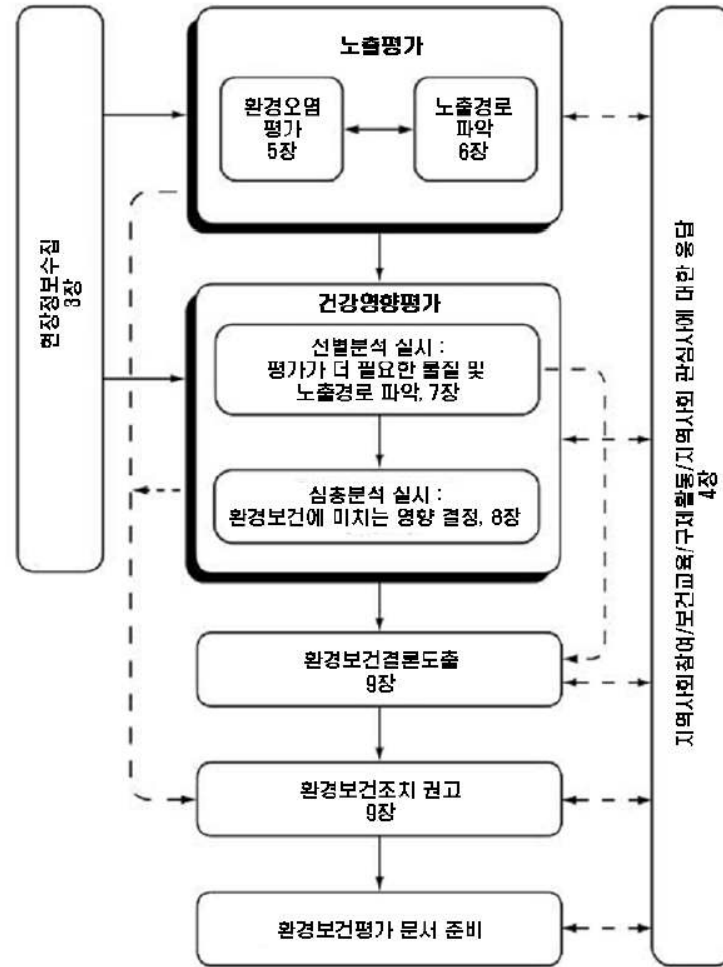 현장정보수집
3장
노출평가
환경오염
평가
5장
노출경로
파악
6장
건강영향평가
선별분석 실시 :
평가가 더 필요한 물질 및
노출경로 파악, 7장
심층분석 실시 :
환경보건에 미치는 영향 결정, 8장
환경보건결론도출
9장
환경보건조치 권고
9장
환경보건평가 문서 준비
지역사회참여/보건교육/구제활동/지역사회 관심사에 대한 응답
4장